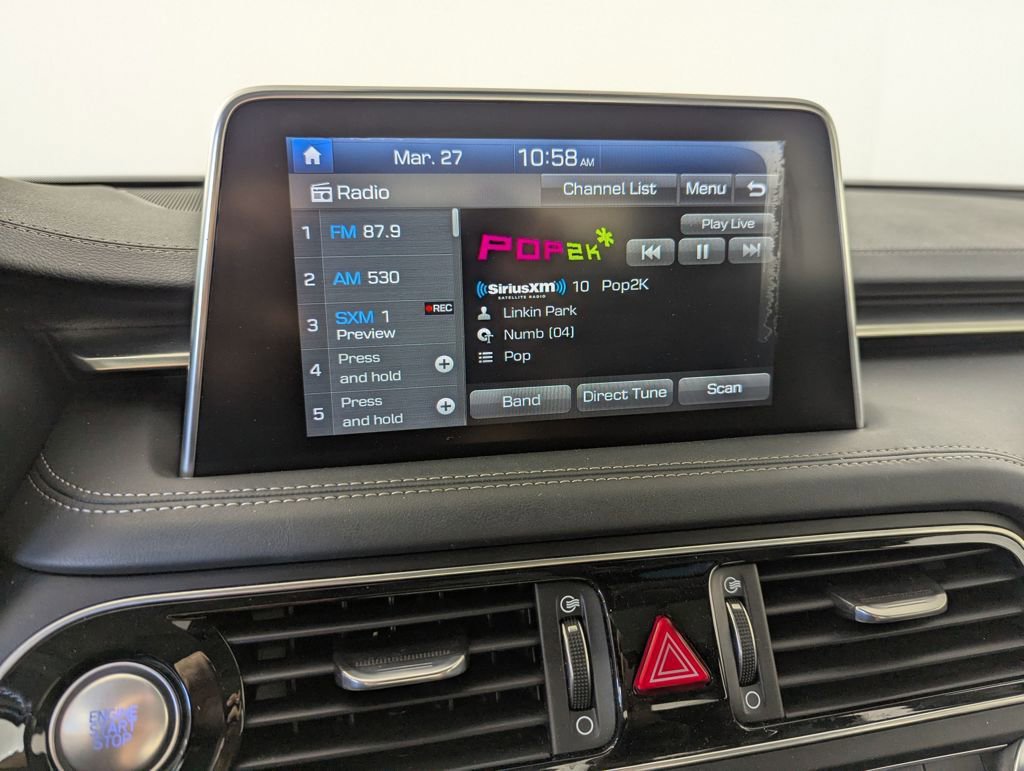 Mar. 27 10:58 AM
Radio Channel List Menu
Play Live
1 FM 87.9
POP2K*
2 AM 530
((SiriusXm)) 10 Pop2K
SATELLITE RADIO
3 SXM 1 REC
Preview
Linkin Park
Numb (04)
Pop
4 Press
and hold
5 Press
and hold
Band Direct Tune Scan
ENGINE
START
STOP